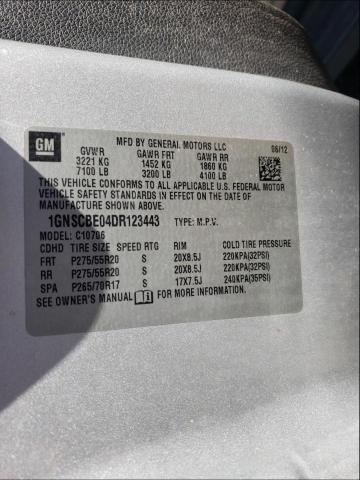 GM
MFD BY GENERAL MOTORS LLC
06/12
GVWR GAWR FRT GAWR RR
3221 KG 1452 KG 1860 KG
7100 LB 3200 LB 4100 LB
THIS VEHICLE CONFORMS TO ALL APPLICABLE U.S. FEDERAL MOTOR
VEHICLE SAFETY STANDARDS IN EFFECT ON THE DATE OF
MANUFACTURE SHOWN ABOVE.
1GNSCBE04DR123443 TYPE: M.P.V.
MODEL: C10706
CDHD TIRE SIZE SPEED RTG RIM COLD TIRE PRESSURE
FRT P275/55R20 S 20X8.5J 220KPA(32PSI)
RR P275/55R20 S 20X8.5J 220KPA(32PSI)
SPA P265/70R17 S 17X7.5J 240KPA(35PSI)
SEE OWNER'S MANUAL FOR MORE INFORMATION.